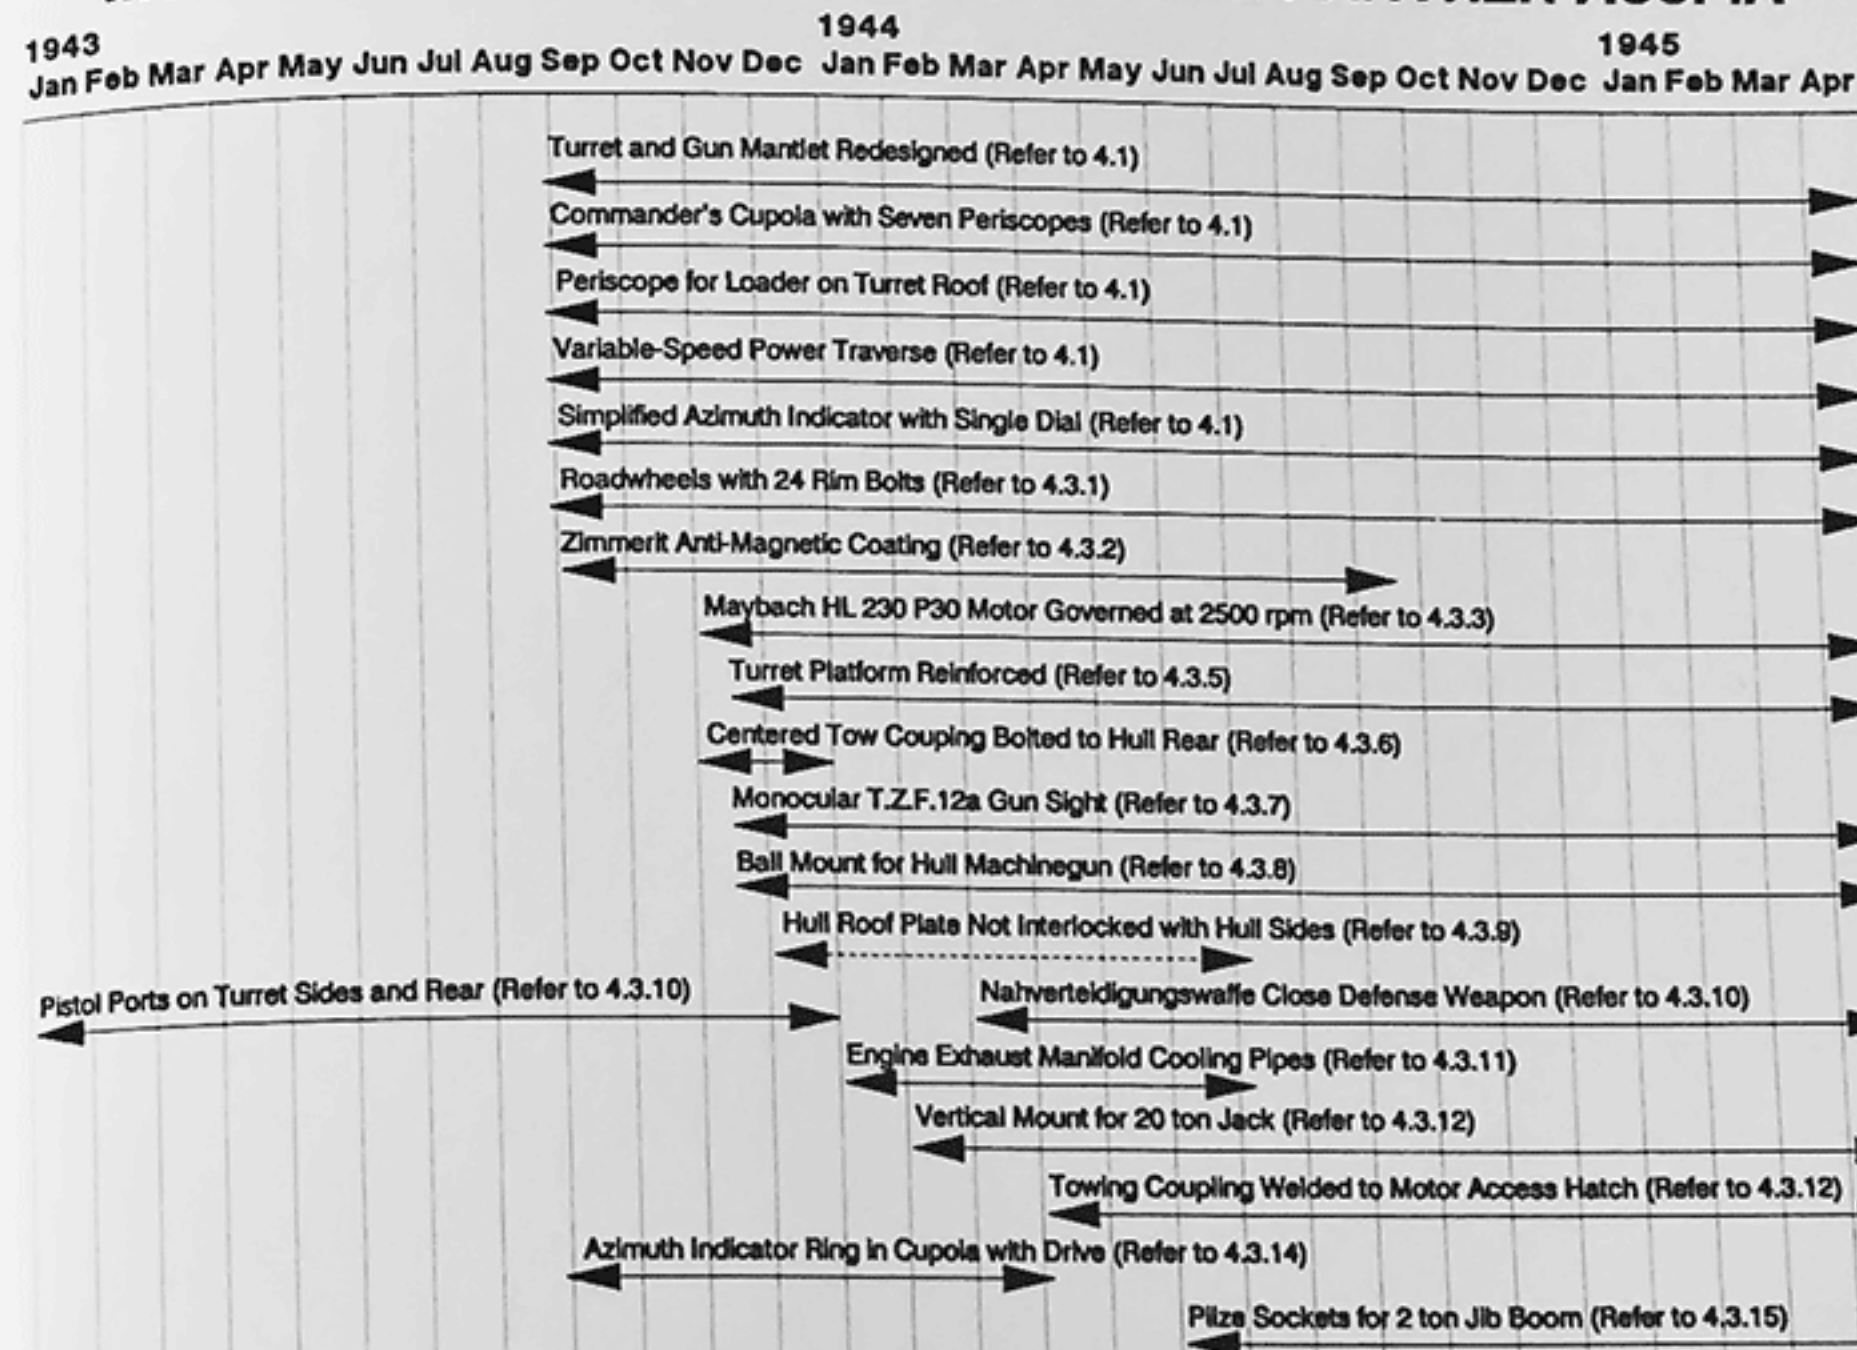 1943
1944
1945
Jan Feb Mar Apr May Jun Jul Aug Sep Oct Nov Dec Jan Feb Mar Apr May Jun Jul Aug Sep Oct Nov Dec Jan Feb Mar Apr
Turret and Gun Mantlet Redesigned (Refer to 4.1)
Commander's Cupola with Seven Periscopes (Refer to 4.1)
Periscope for Loader on Turret Roof (Refer to 4.1)
Variable-Speed Power Traverse (Refer to 4.1)
Simplified Azimuth Indicator with Single Dial (Refer to 4.1)
Roadwheels with 24 Rim Bolts (Refer to 4.3.1)
Zimmerit Anti-Magnetic Coating (Refer to 4.3.2)
Maybach HL 230 P30 Motor Governed at 2500 rpm (Refer to 4.3.3)
Turret Platform Reinforced (Refer to 4.3.5)
Centered Tow Couping Bolted to Hull Rear (Refer to 4.3.6)
Monocular T.Z.F.12a Gun Sight (Refer to 4.3.7)
Ball Mount for Hull Machinegun (Refer to 4.3.8)
Hull Roof Plate Not Interlocked with Hull Sides (Refer to 4.3.9)
Pistol Ports on Turret Sides and Rear (Refer to 4.3.10)
Nahverteidigungswaffe Close Defense Weapon (Refer to 4.3.10)
Engine Exhaust Manifold Cooling Pipes (Refer to 4.3.11)
Vertical Mount for 20 ton Jack (Refer to 4.3.12)
Towing Coupling Welded to Motor Access Hatch (Refer to 4.3.12)
Azimuth Indicator Ring in Cupola with Drive (Refer to 4.3.14)
Pilze Sockets for 2 ton Jib Boom (Refer to 4.3.15)